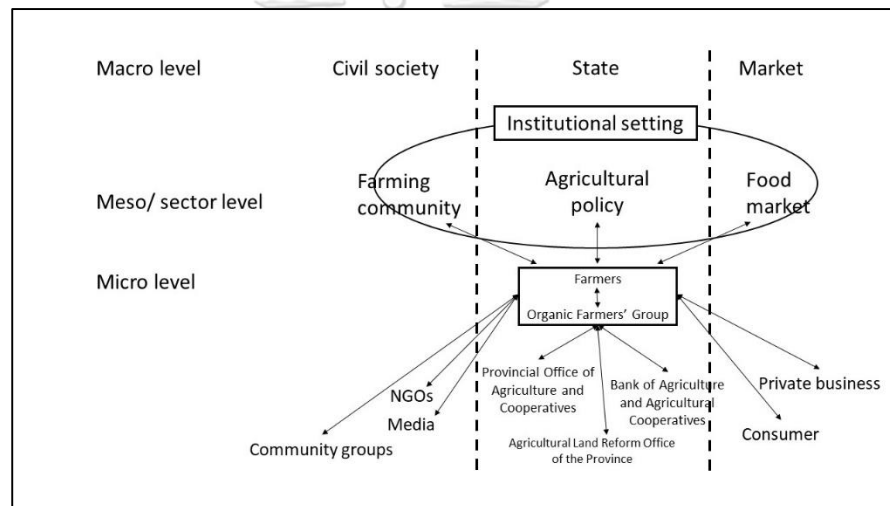 Macro level
Civil society
State
Market
Institutional setting
Meso/ sector level
Farming
community
Agricultural
policy
Food
market
Micro level
Farmers
Organic Farmers' Group
NGOs
Media
Community groups
Provincial Office of
Agriculture and
Cooperatives
Bank of Agriculture
and Agricultural
Cooperatives
Agricultural Land Reform Office
of the Province
Private business
Consumer